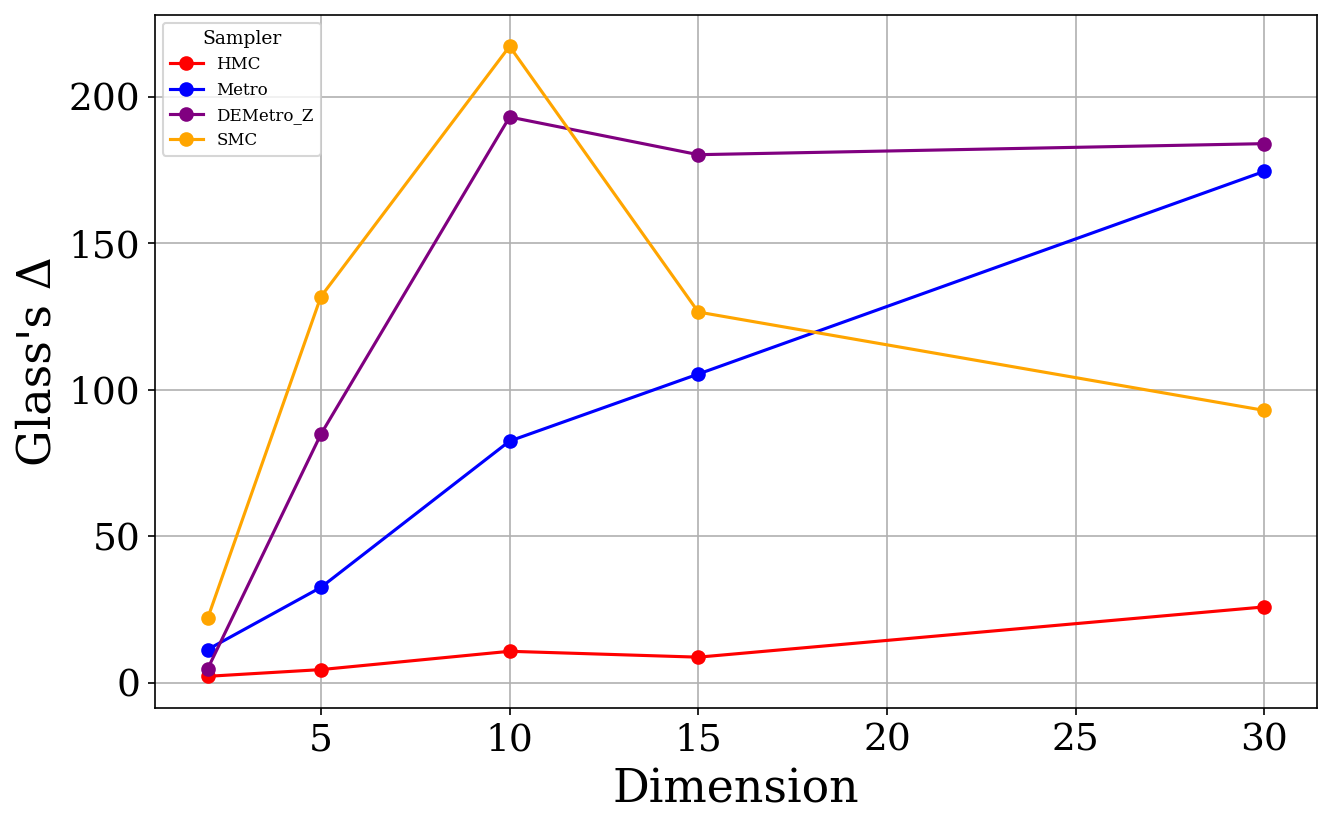 Sampler
HMC
Metro
DEMetro_Z
SMC
200
150
100
50
0
Glass's Δ
5 10 15 20 25 30
Dimension